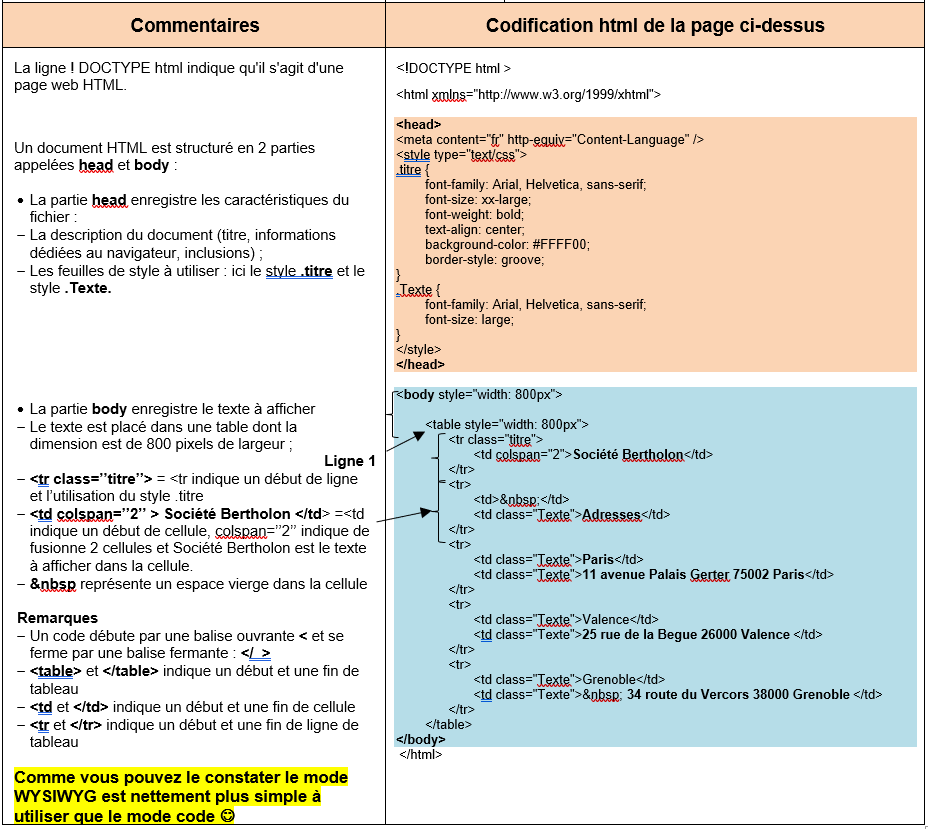 Commentaires
La ligne ! DOCTYPE html indique qu'il s'agit d'une
page web HTML.
Un document HTML est structuré en 2 parties
appelées head et body :
• La partie head enregistre les caractéristiques du
fichier :
– La description du document (titre, informations
dédiées au navigateur, inclusions) ;
– Les feuilles de style à utiliser : ici le style .titre et le
style .Texte.
• La partie body enregistre le texte à afficher
– Le texte est placé dans une table dont la
dimension est de 800 pixels de largeur ;
Ligne 1
– <tr class=’’titre’’> = <tr indique un début de ligne
et l’utilisation du style .titre
– <td colspan=’’2’’ > Société Bertholon </td> =<td
indique un début de cellule, colspan=’’2’’ indique de
fusionne 2 cellules et Société Bertholon est le texte
à afficher dans la cellule.
– &nbsp représente un espace vierge dans la cellule
Remarques
– Un code débute par une balise ouvrante < et se
ferme par une balise fermante : </ >
– <table> et </table> indique un début et une fin de
tableau
– <td et </td> indique un début et une fin de cellule
– <tr et </tr> indique un début et une fin de ligne de
tableau
Comme vous pouvez le constater le mode
WYSIWYG est nettement plus simple à
utiliser que le mode code ☺
Codification html de la page ci-dessus
<!DOCTYPE html >
<html xmlns="http://www.w3.org/1999/xhtml">
<head>
<meta content="fr" http-equiv="Content-Language" />
<style type="text/css">
.titre {
font-family: Arial, Helvetica, sans-serif;
font-size: xx-large;
font-weight: bold;
text-align: center;
background-color: #FFFF00;
border-style: groove;
}
.Texte {
font-family: Arial, Helvetica, sans-serif;
font-size: large;
}
</style>
</head>
<body style="width: 800px">
<table style="width: 800px">
<tr class="titre">
<td colspan="2">Société Bertholon</td>
</tr>
<tr>
<td>&nbsp;</td>
<td class="Texte">Adresses</td>
</tr>
<tr>
<td class="Texte">Paris</td>
<td class="Texte">11 avenue Palais Gerter 75002 Paris</td>
</tr>
<tr>
<td class="Texte">Valence</td>
<td class="Texte">25 rue de la Begue 26000 Valence </td>
</tr>
<tr>
<td class="Texte">Grenoble</td>
<td class="Texte">&nbsp; 34 route du Vercors 38000 Grenoble </td>
</tr>
</table>
</body>
</html>